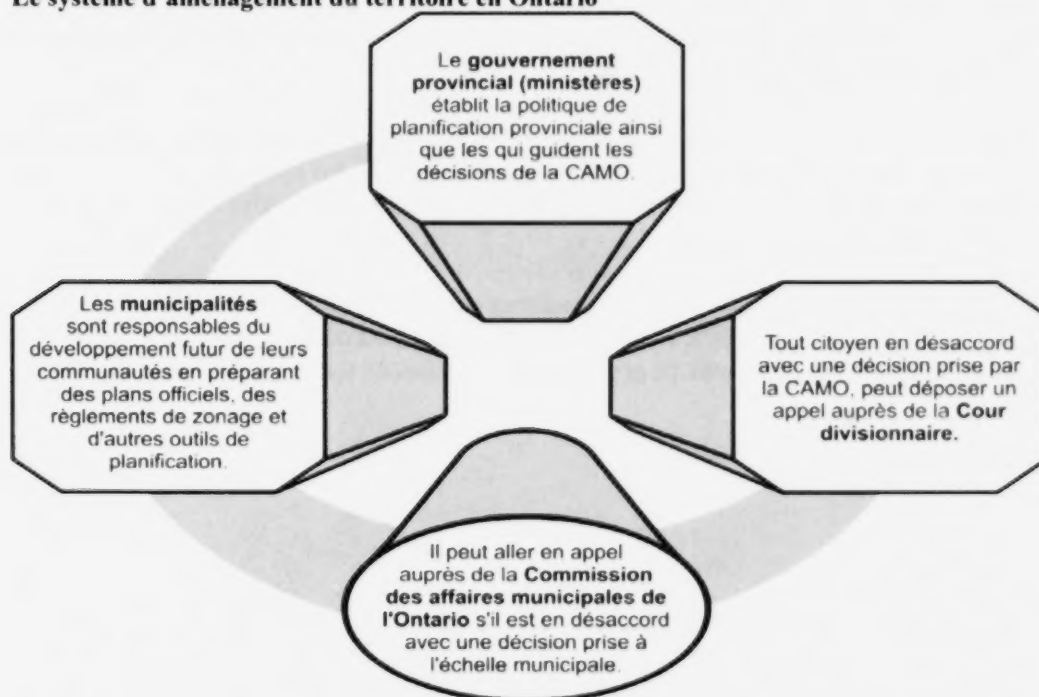 Le système d'aménagement du territoire en Ontario
Le gouvernement
provincial (ministères)
établit la politique de
planification provinciale ainsi
que les qui guident les
décisions de la CAMO.
Les municipalités
sont responsables du
développement futur de leurs
communautés en préparant
des plans officiels, des
règlements de zonage et
d'autres outils de
planification.
Tout citoyen en désaccord
avec une décision prise par
la CAMO, peut déposer un
appel auprès de la Cour
divisionnaire.
Il peut aller en appel
auprès de la Commission
des affaires municipales de
l'Ontario s'il est en désaccord
avec une décision prise à
l'échelle municipale.